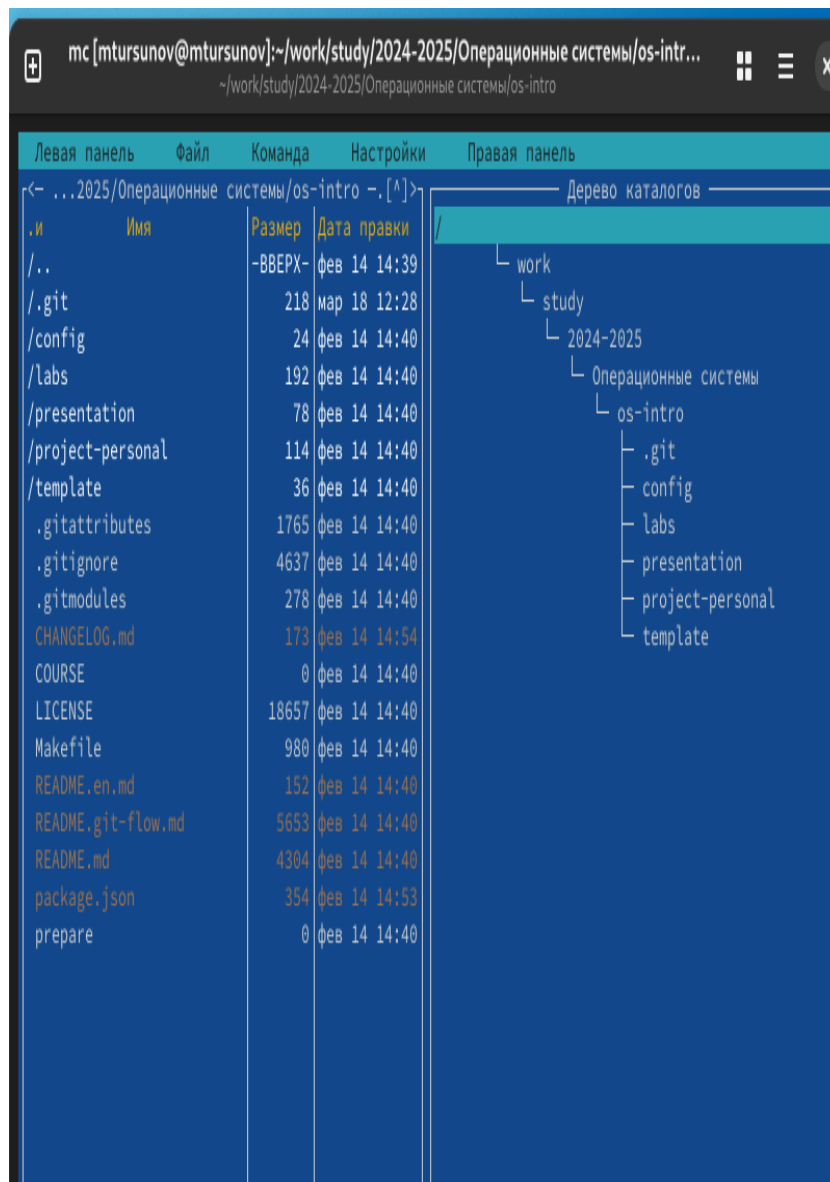 mc [mtursunov@mtursunov]:~/work/study/2024-2025/Операционные системы/os-intr...
~/work/study/2024-2025/Операционные системы/os-intro
Левая панель Файл Команда Настройки Правая панель
<— ...2025/Операционные системы/os-intro —.[^]>
.и Имя Размер Дата правки
/.. -ВВЕРХ- фев 14 14:39
/.git 218 мар 18 12:28
/config 24 фев 14 14:40
/labs 192 фев 14 14:40
/presentation 78 фев 14 14:40
/project-personal 114 фев 14 14:40
/template 36 фев 14 14:40
.gitattributes 1765 фев 14 14:40
.gitignore 4637 фев 14 14:40
.gitmodules 278 фев 14 14:40
CHANGELOG.md 173 фев 14 14:54
COURSE 0 фев 14 14:40
LICENSE 18657 фев 14 14:40
Makefile 980 фев 14 14:40
README.en.md 152 фев 14 14:40
README.git-flow.md 5653 фев 14 14:40
README.md 4304 фев 14 14:40
package.json 354 фев 14 14:53
prepare 0 фев 14 14:40
Дерево каталогов
/
work
study
2024-2025
Операционные системы
os-intro
.git
config
labs
presentation
project-personal
template